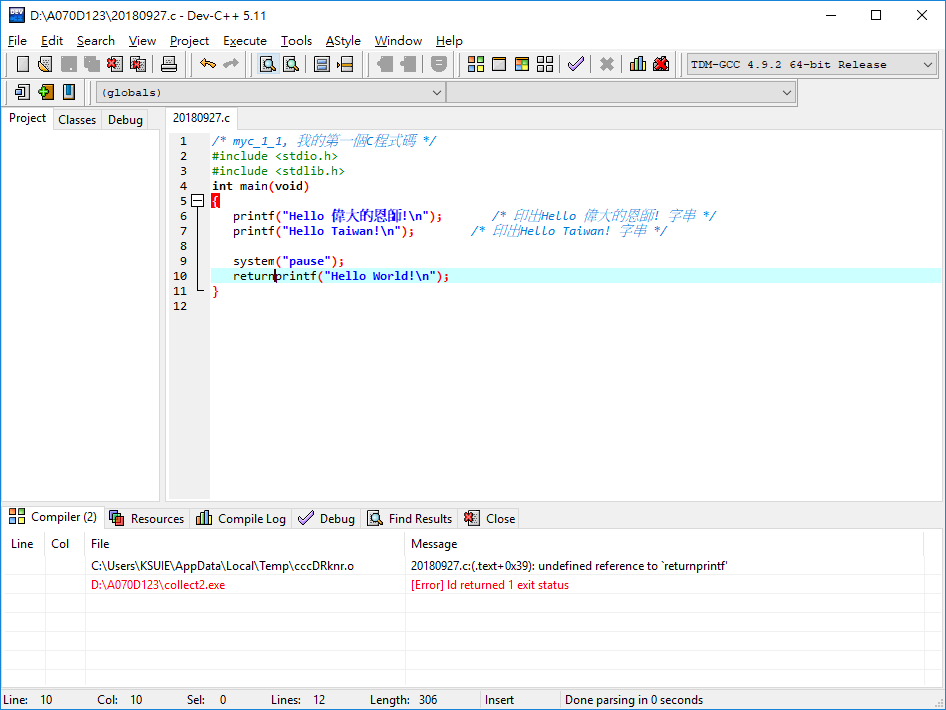 D:\A070D123\20180927.c - Dev-C++ 5.11
File Edit Search View Project Execute Tools AStyle Window Help
TDM-GCC 4.9.2 64-bit Release
(globals)
Project Classes Debug
20180927.c
1 /* myc_1_1, 我的第一個C程式碼 */
2 #include <stdio.h>
3 #include <stdlib.h>
4 int main(void)
5 {
6 printf("Hello 偉大的恩師!\n"); /* 印出Hello 偉大的恩師! 字串 */
7 printf("Hello Taiwan!\n"); /* 印出Hello Taiwan! 字串 */
8
9 system("pause");
10 returnprintf("Hello World!\n");
11 }
12
Compiler (2) Resources Compile Log Debug Find Results Close
Line Col File Message
C:\Users\KSUIE\AppData\Local\Temp\cccDRknr.o 20180927.c:(.text+0x39): undefined reference to `returnprintf'
D:\A070D123\collect2.exe [Error] ld returned 1 exit status
Line: 10 Col: 10 Sel: 0 Lines: 12 Length: 306 Insert Done parsing in 0 seconds